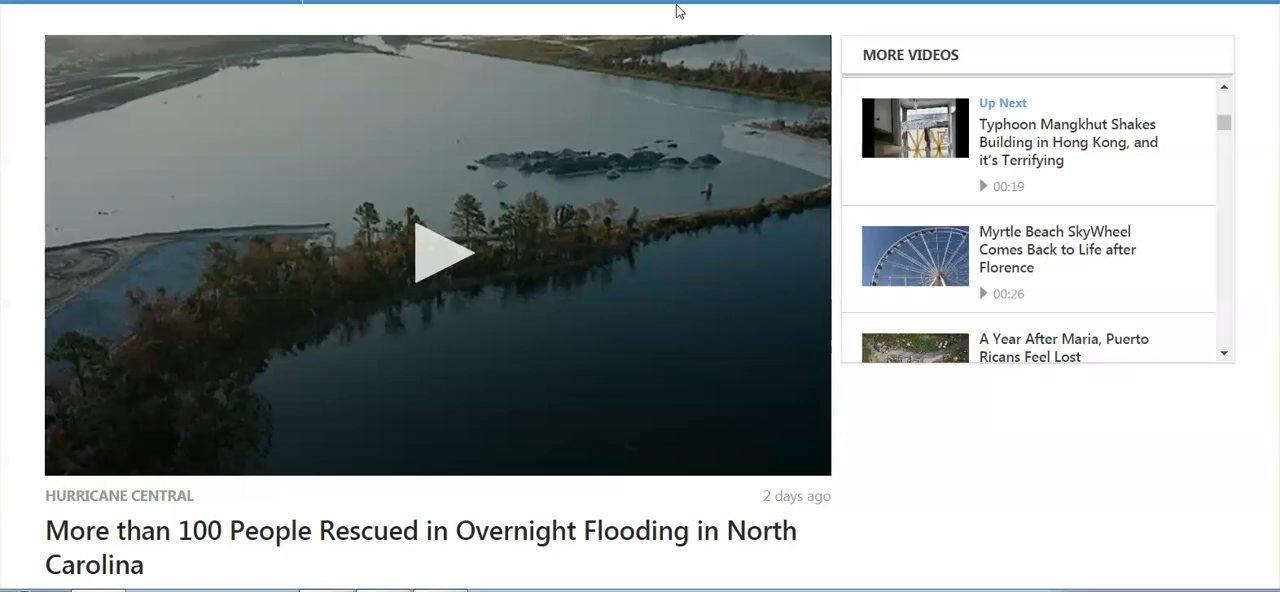 MORE VIDEOS
Up Next
Typhoon Mangkhut Shakes
Building in Hong Kong, and
it's Terrifying
00:19
Myrtle Beach SkyWheel
Comes Back to Life after
Florence
00:26
A Year After Maria, Puerto
Ricans Feel Lost
HURRICANE CENTRAL
2 days ago
More than 100 People Rescued in Overnight Flooding in North
Carolina